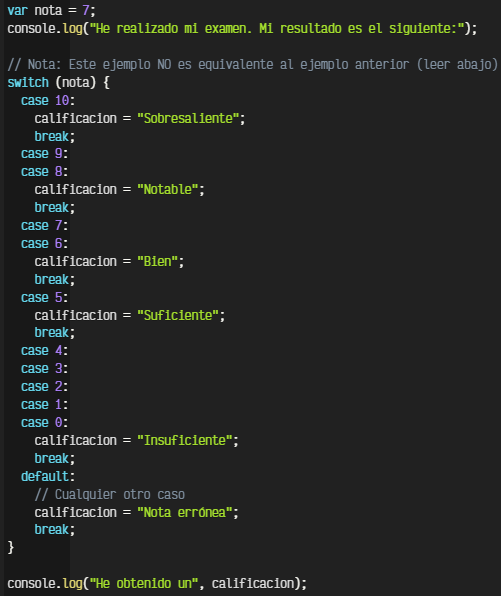 var nota = 7;
console.log("He realizado mi examen. Mi resultado es el siguiente:");
// Nota: Este ejemplo NO es equivalente al ejemplo anterior (leer abajo)
switch (nota) {
case 10:
calificacion = "Sobresaliente";
break;
case 9:
case 8:
calificacion = "Notable";
break;
case 7:
case 6:
calificacion = "Bien";
break;
case 5:
calificacion = "Suficiente";
break;
case 4:
case 3:
case 2:
case 1:
case 0:
calificacion = "Insuficiente";
break;
default:
// Cualquier otro caso
calificacion = "Nota errónea";
break;
}
console.log("He obtenido un", calificacion);